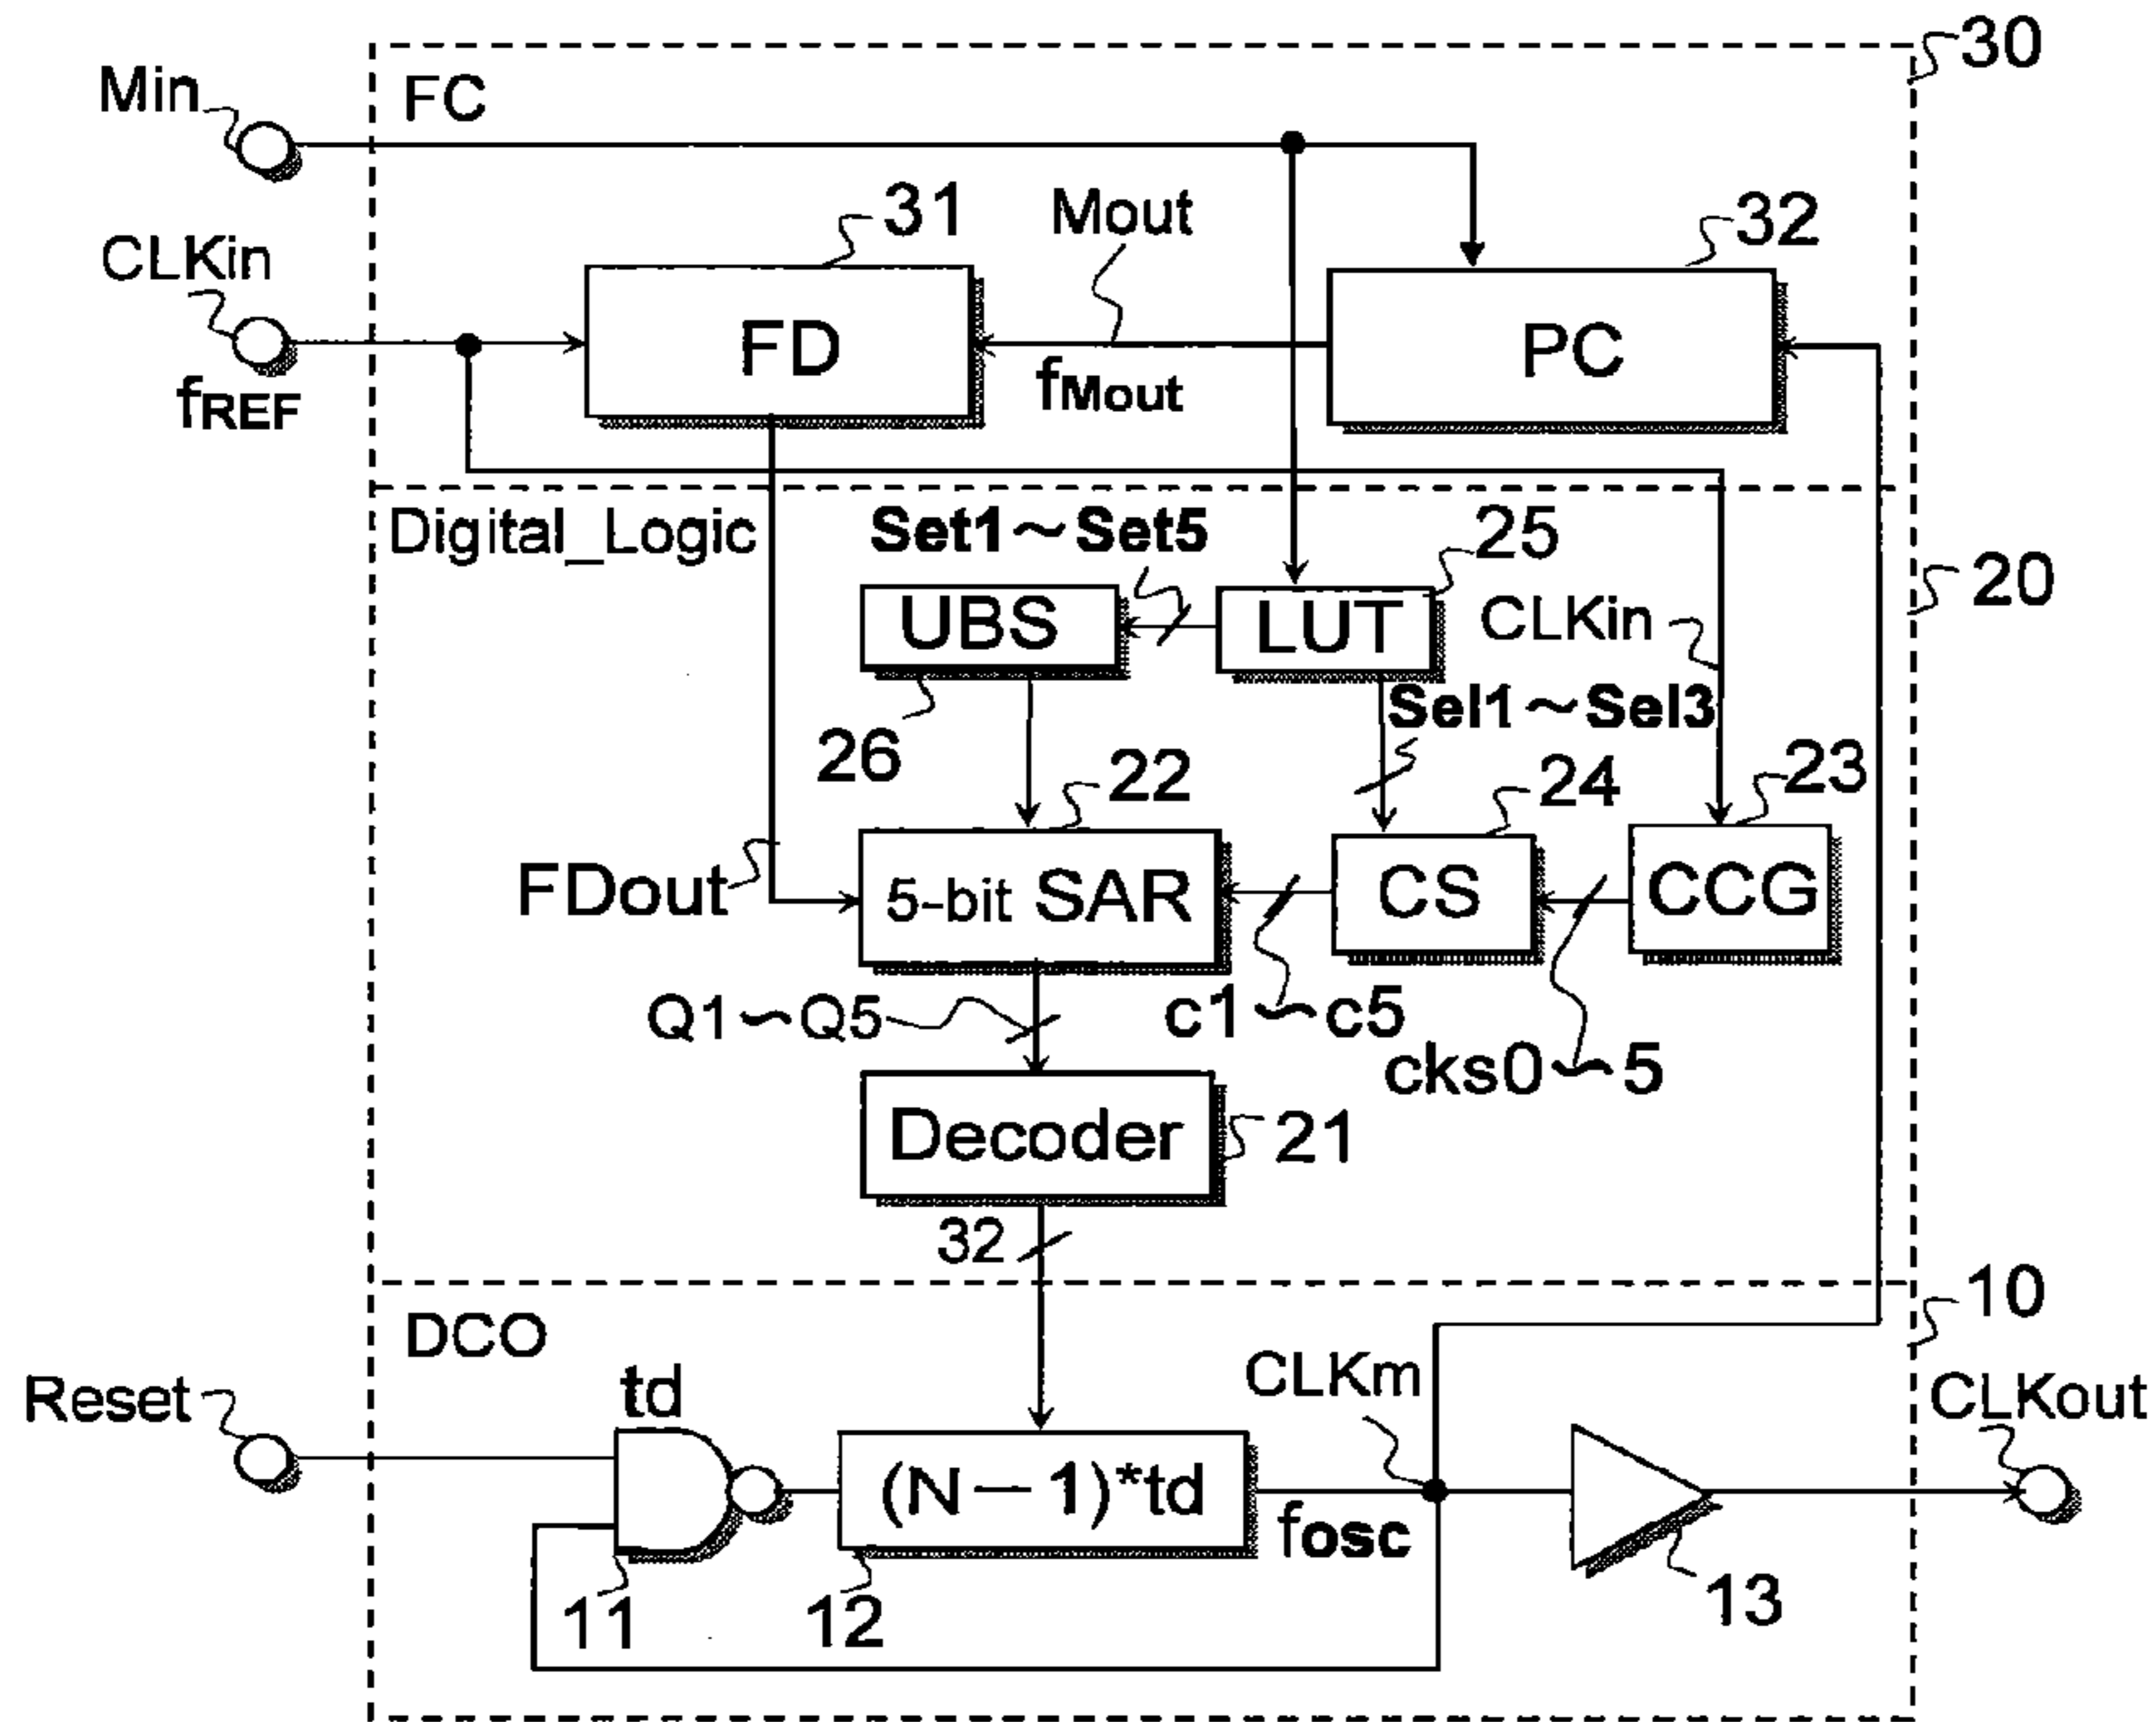 30
Min
FC
31
Mout
32
CLKin
FD
PC
fREF
fMout
Digital_Logic
Set1～Set5
25
20
UBS
LUT
CLKin
Sel1～Sel3
26
22
24
23
FDout
5-bit SAR
CS
CCG
Q1～Q5
c1～c5
cks0～5
Decoder
21
32
10
DCO
CLKm
Reset
td
CLKout
(N－1)*td
fosc
11
12
13